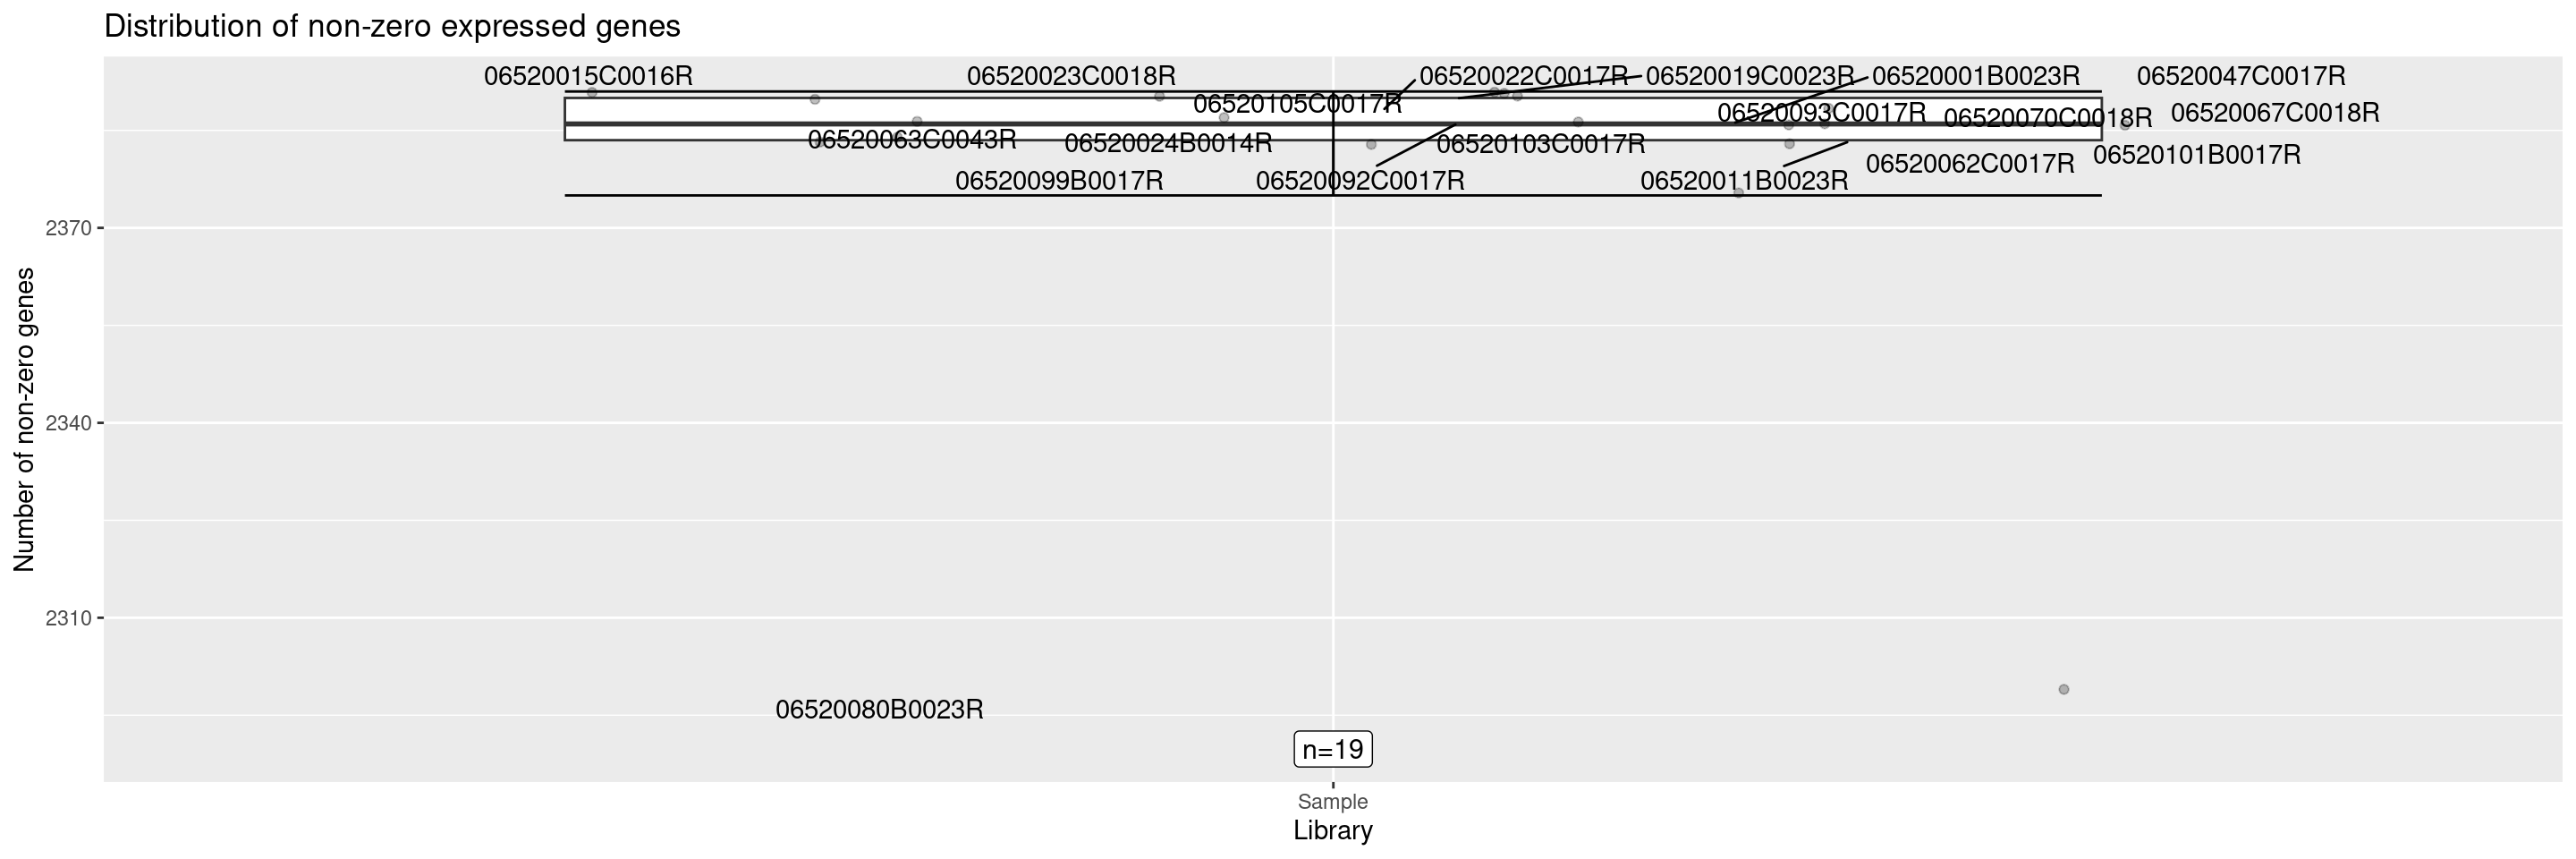 Distribution of non-zero expressed genes
06520015C0016R 06520023C0018R 06520022C0017R 06520019C0023R 06520001B0023R 06520047C0017R
06520105C0017R 06520093C0017R 06520070C0018R 06520067C0018R
06520063C0043R 06520024B0014R 06520103C0017R 06520062C0017R 06520101B0017R
06520099B0017R 06520092C0017R 06520011B0023R
2370
2340
2310
Number of non-zero genes
06520080B0023R
n=19
Sample
Library